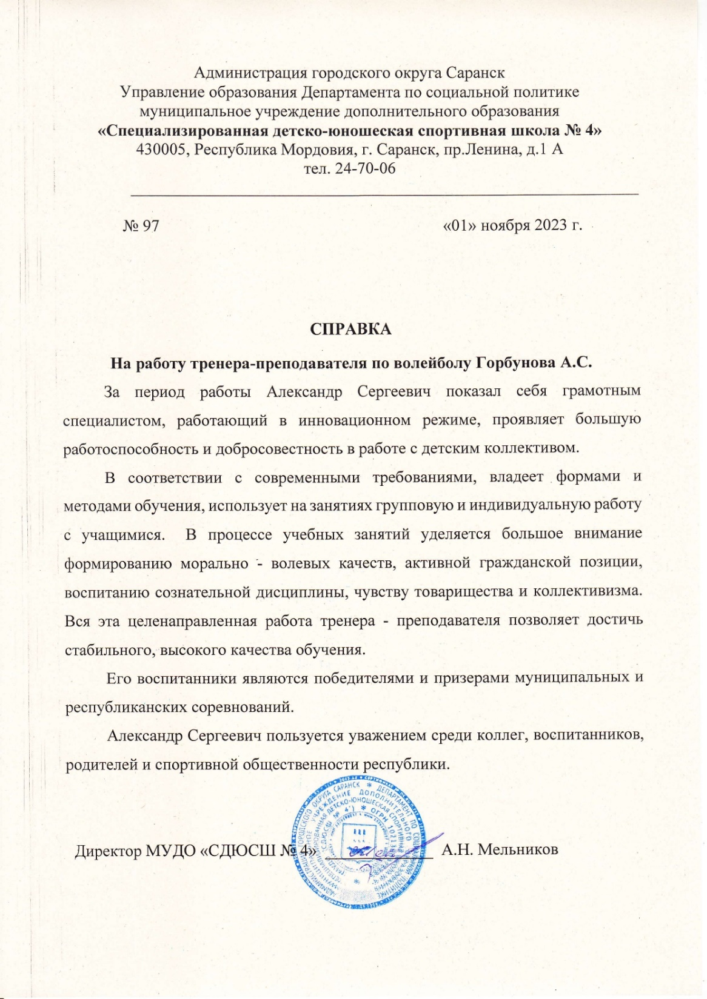 Администрация городского округа Саранск
Управление образования Департамента по социальной политике
муниципальное учреждение дополнительного образования
«Специализированная детско-юношеская спортивная школа № 4»
430005, Республика Мордовия, г. Саранск, пр.Ленина, д.1 А
тел. 24-70-06
№ 97 «01» ноября 2023 г.
СПРАВКА
На работу тренера-преподавателя по волейболу Горбунова А.С.
За период работы Александр Сергеевич показал себя грамотным
специалистом, работающий в инновационном режиме, проявляет большую
работоспособность и добросовестность в работе с детским коллективом.
В соответствии с современными требованиями, владеет формами и
методами обучения, использует на занятиях групповую и индивидуальную работу
с учащимися. В процессе учебных занятий уделяется большое внимание
формированию морально - волевых качеств, активной гражданской позиции,
воспитанию сознательной дисциплины, чувству товарищества и коллективизма.
Вся эта целенаправленная работа тренера - преподавателя позволяет достичь
стабильного, высокого качества обучения.
Его воспитанники являются победителями и призерами муниципальных и
республиканских соревнований.
Александр Сергеевич пользуется уважением среди коллег, воспитанников,
родителей и спортивной общественности республики.
Директор МУДО «СДЮСШ № 4» А.Н. Мельников